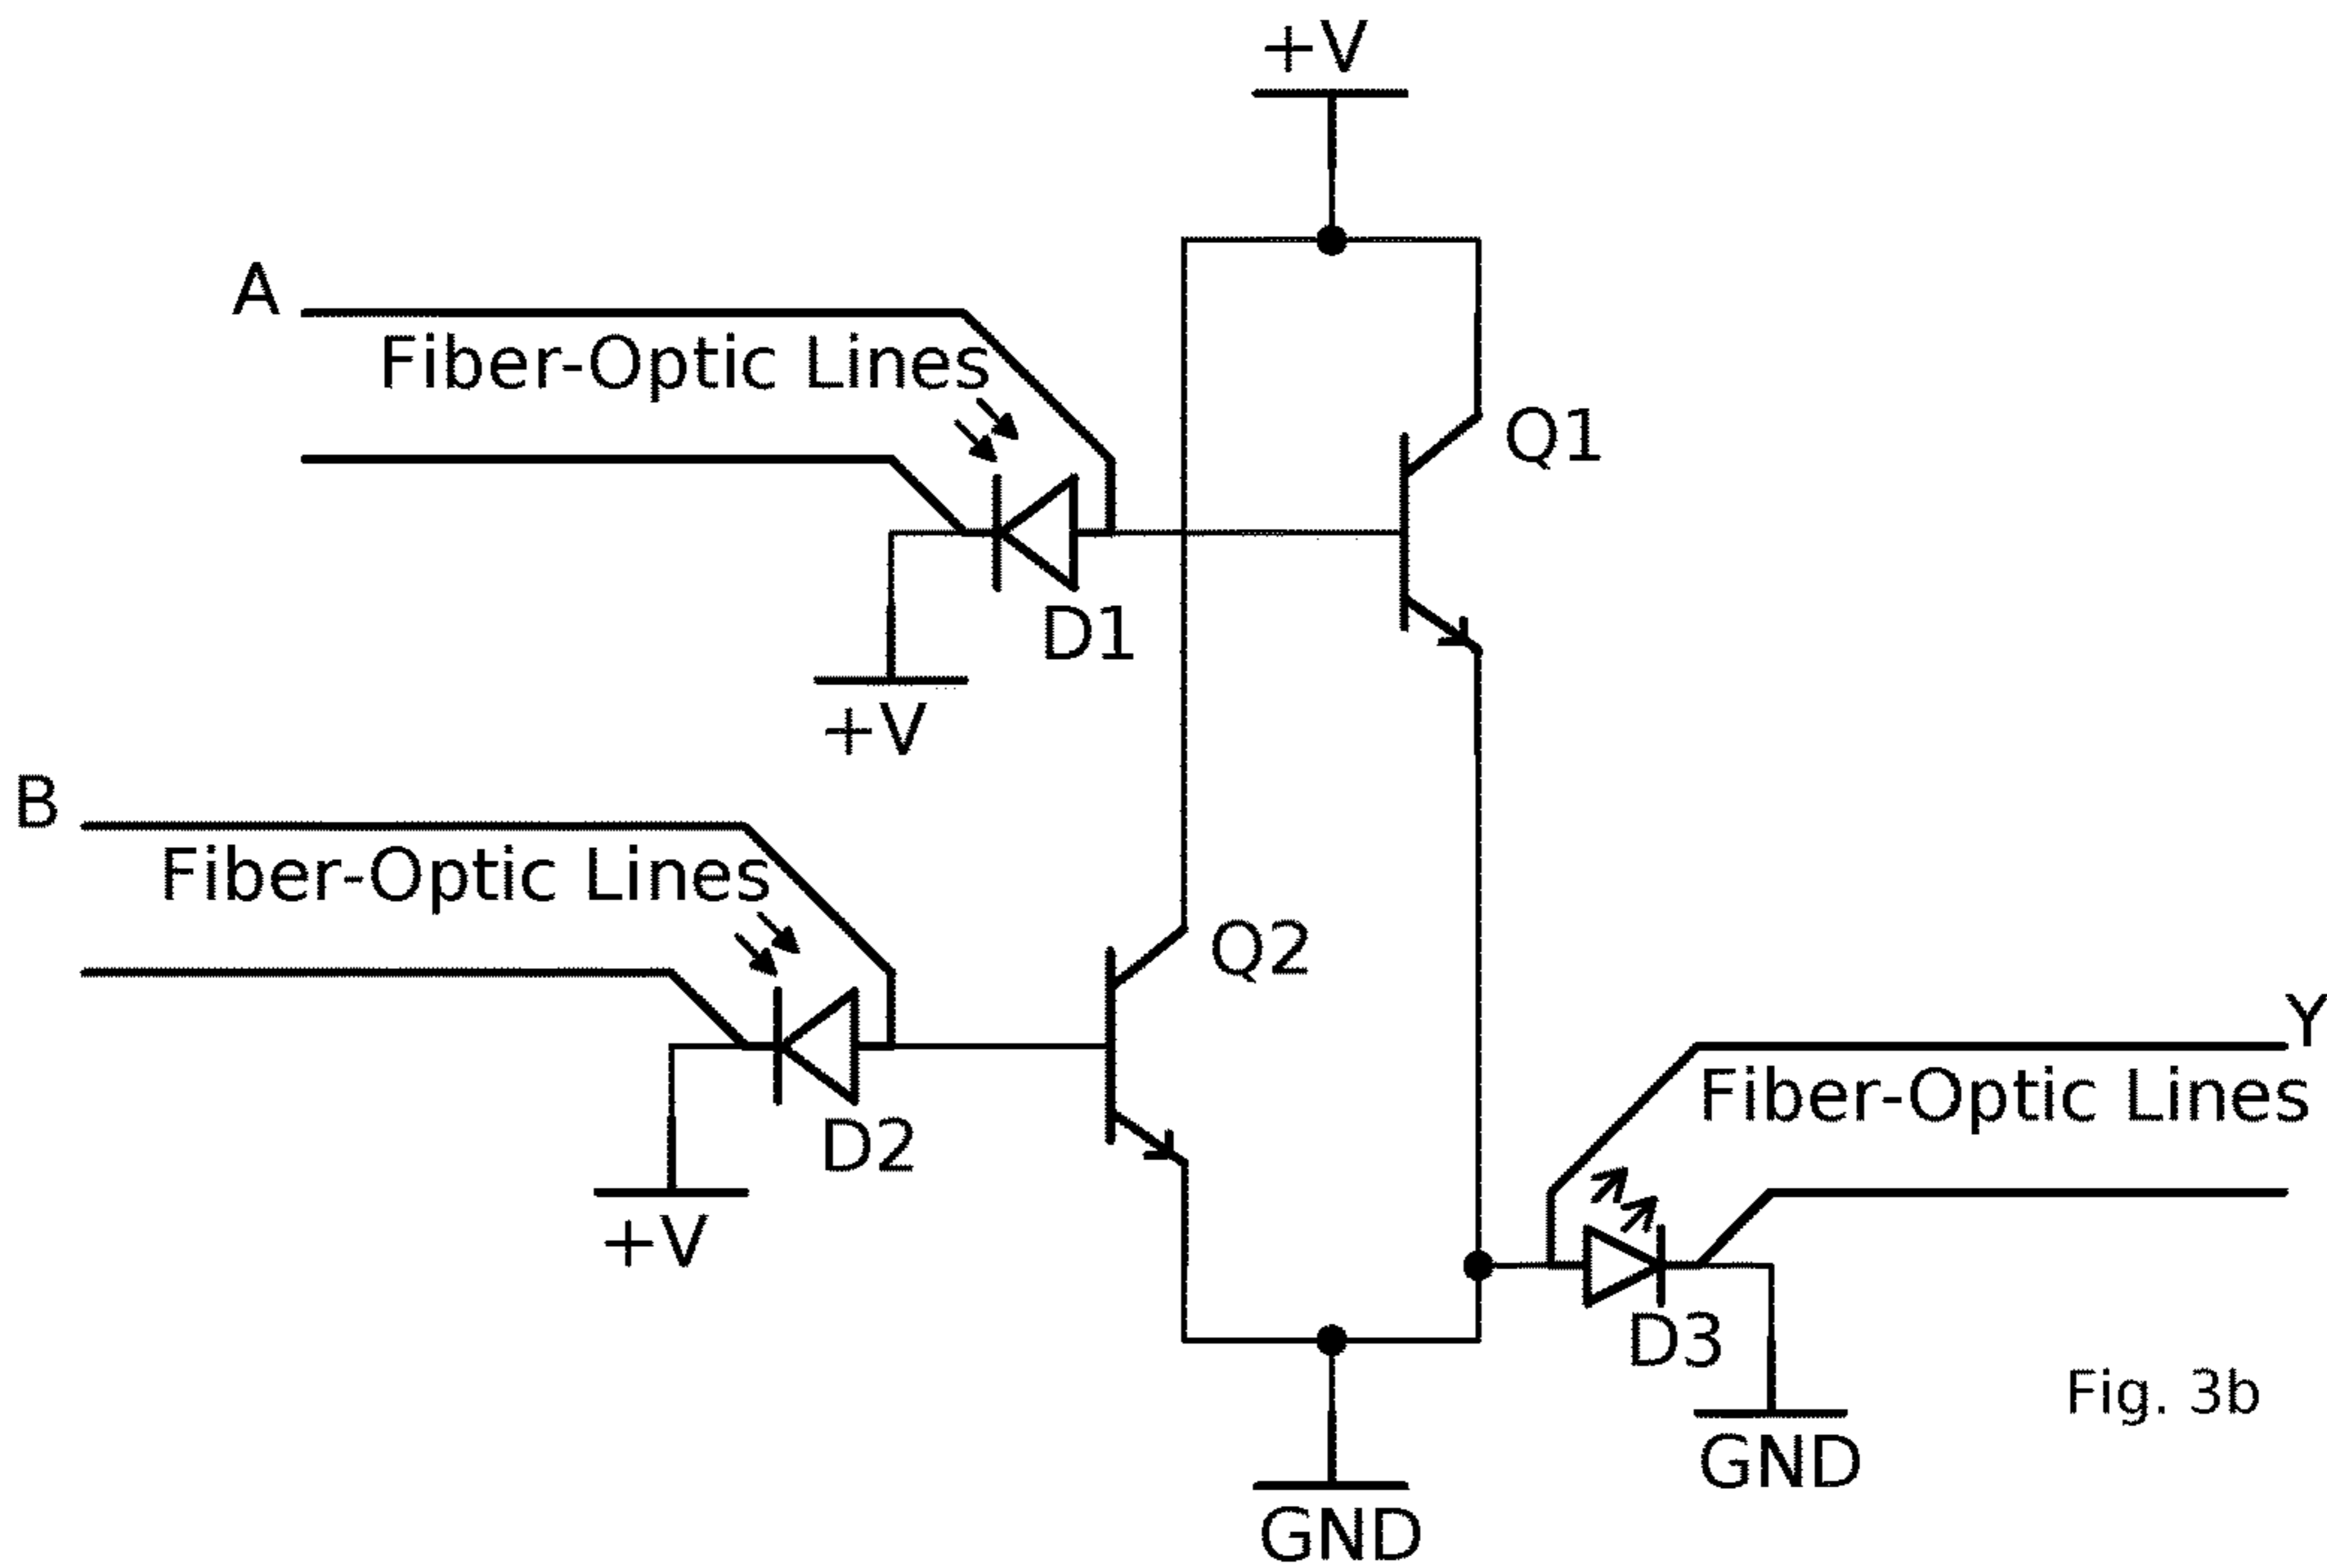 +V
A
Fiber-Optic Lines
Q1
D1
+V
B
Fiber-Optic Lines
Q2
D2
+V
Y
Fiber-Optic Lines
D3
GND
GND
Fig. 3b